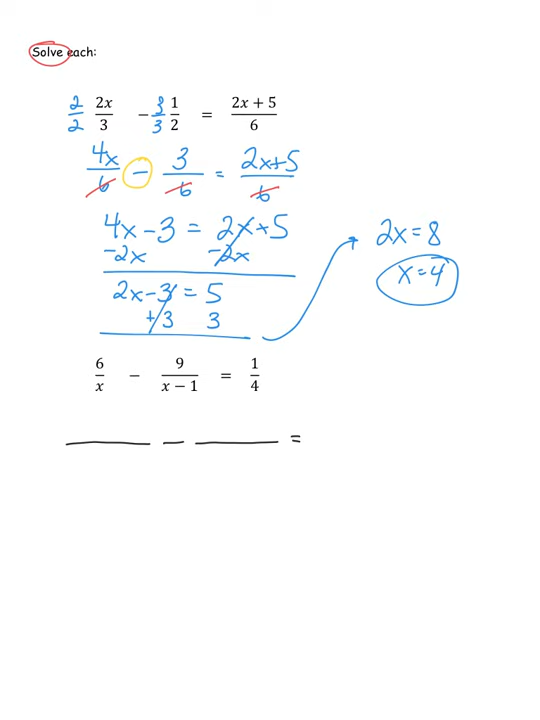 Solve each:
2/2 2x/3 - 3/3 1/2 = 2x + 5/6
4x/6 - 3/6 = 2x+5/6
4x - 3 = 2x + 5
-2x -2x
2x - 3 = 5
+3 3
2x = 8
x = 4
6/x - 9/x - 1 = 1/4
— =